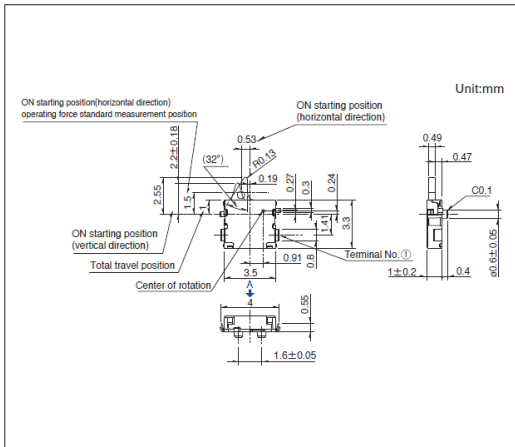 Unit:mm
ON starting position(horizontal direction)
operating force standard measurement position
ON starting position
(horizontal direction)
0.53
2.2±0.18
(32°)
R0.13
0.19
2.55
1.5
1
0.27
0.3
0.24
1.41
3.3
0.49
0.47
C0.1
ON starting position
(vertical direction)
Total travel position
Center of rotation
0.91
0.8
Terminal No.①
3.5
A
4
0.55
1.6±0.05
1±0.2
0.4
ø0.6±0.05